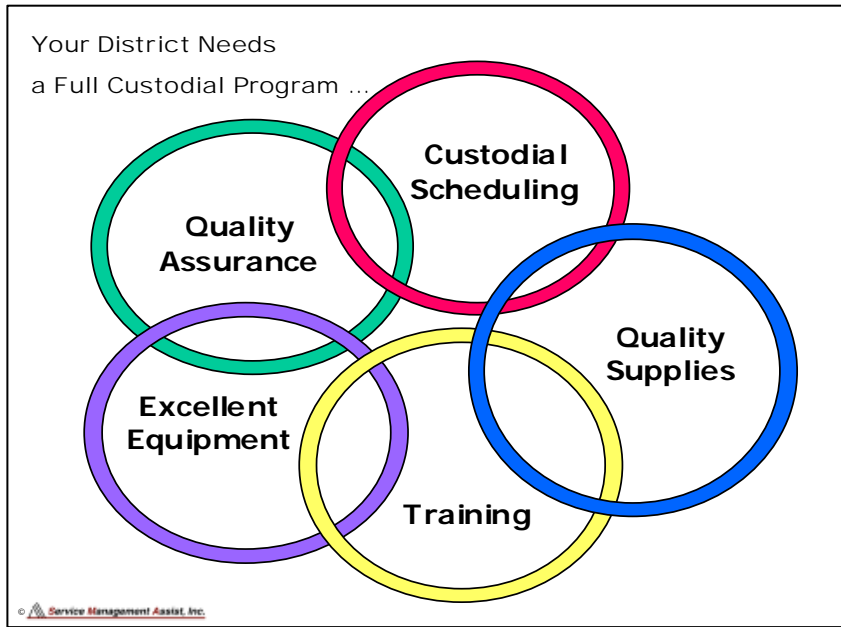 Your District Needs
a Full Custodial Program ...
Custodial
Scheduling
Quality
Assurance
Quality
Supplies
Excellent
Equipment
Training
© Service Management Assist, Inc.